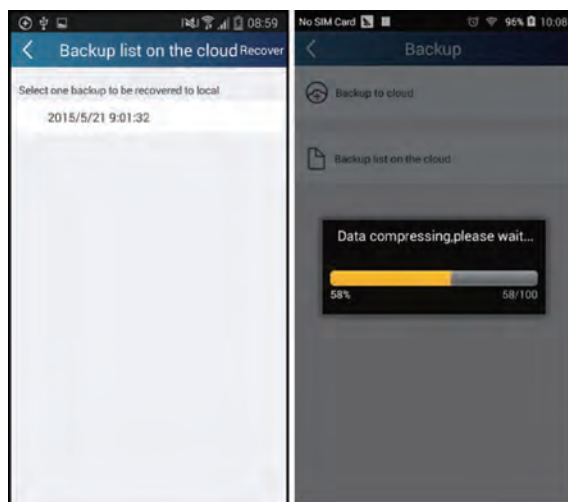 08:59
Backup list on the cloud Recover
Select one backup to be recovered to local
2015/5/21 9:01:32
No SIM Card 96% 10:08
Backup
Backup to cloud
Backup list on the cloud
Data compressing,please wait...
58% 58/100